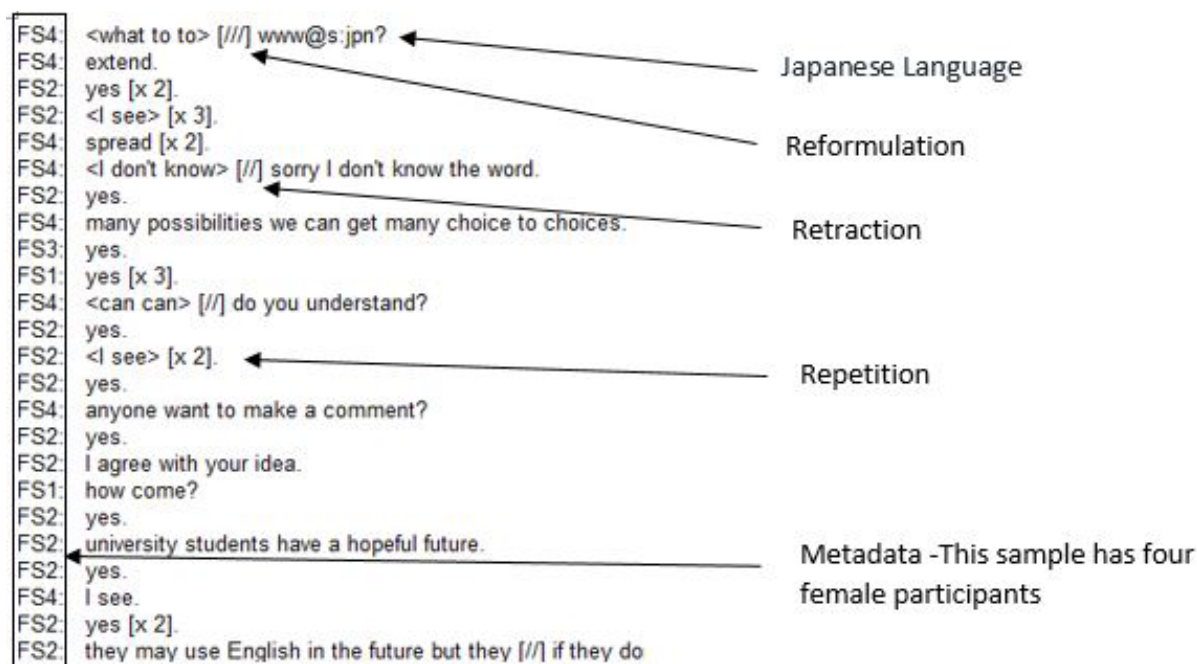 FS4: <what to to> [///] www@s:jpn?
FS4: extend.
FS2: yes [x 2].
FS2: <I see> [x 3].
FS4: spread [x 2].
FS4: <I don't know> [//] sorry I don't know the word.
FS2: yes.
FS4: many possibilities we can get many choice to choices.
FS3: yes.
FS1: yes [x 3].
FS4: <can can> [//] do you understand?
FS2: yes.
FS2: <I see> [x 2].
FS2: yes.
FS4: anyone want to make a comment?
FS2: yes.
FS2: I agree with your idea.
FS1: how come?
FS2: yes.
FS2: university students have a hopeful future.
FS2: yes.
FS4: I see.
FS2: yes [x 2].
FS2: they may use English in the future but they [//] if they do
Japanese Language
Reformulation
Retraction
Repetition
Metadata -This sample has four
female participants